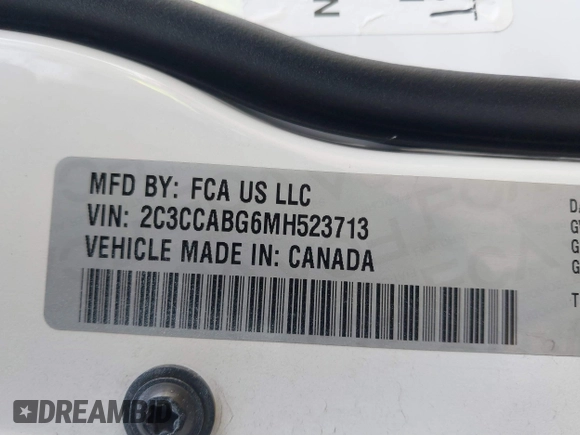 MFD BY: FCA US LLC
VIN: 2C3CCABG6MH523713
VEHICLE MADE IN: CANADA
DREAMBID